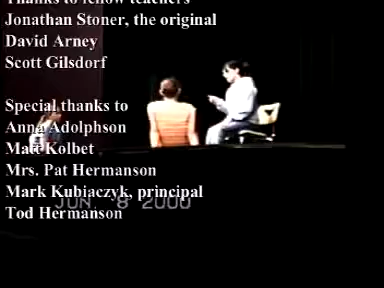 Thanks to fellow teachers
Jonathan Stoner, the original
David Arney
Scott Gilsdorf
Special thanks to
Anna Adolphson
Matt Kolbet
Mrs. Pat Hermanson
Mark Kubiaczyk, principal
Tod Hermanson
JUN. 8 2000